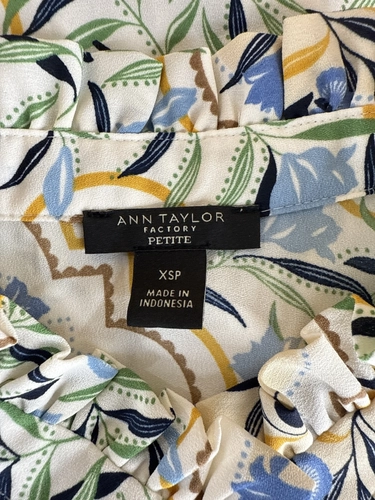 ANN TAYLOR
FACTORY
PETITE
XSP
MADE IN
INDONESIA